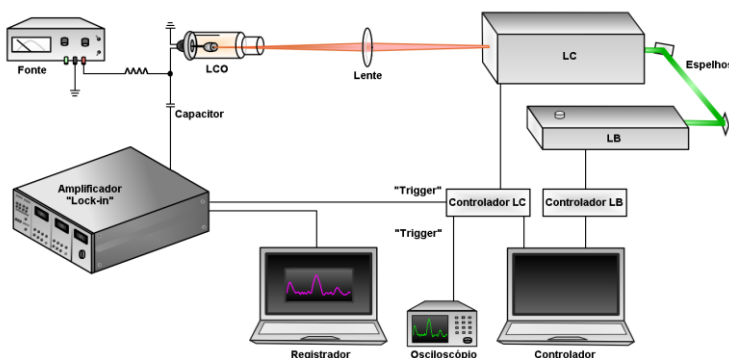 Fonte
LCO
Lente
LC
Espelhos
Capacitor
LB
Amplificador
"Lock-in"
"Trigger"
Controlador LC
Controlador LB
"Trigger"
Registrador
Osciloscópio
Controlador